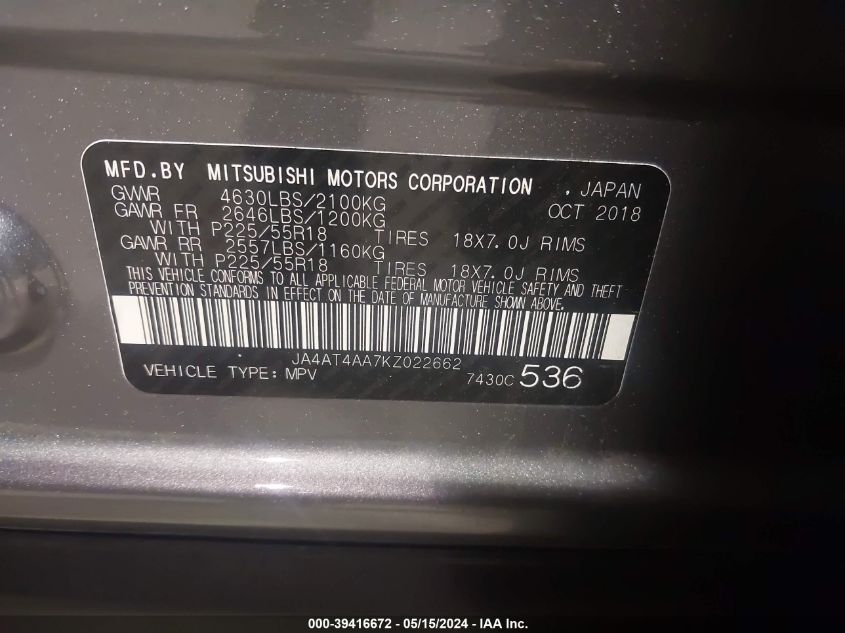 MFD.BY MITSUBISHI MOTORS CORPORATION . JAPAN
GVWR 4630LBS/2100KG OCT 2018
GAWR FR 2646LBS/1200KG
WITH P225/55R18 TIRES 18X7.0J RIMS
GAWR RR 2557LBS/1160KG
WITH P225/55R18 TIRES 18X7.0J RIMS
THIS VEHICLE CONFORMS TO ALL APPLICABLE FEDERAL MOTOR VEHICLE SAFETY AND THEFT
PREVENTION STANDARDS IN EFFECT ON THE DATE OF MANUFACTURE SHOWN ABOVE.
JA4AT4AA7KZ022662
VEHICLE TYPE: MPV 7430C 536
000-39416672 - 05/15/2024 - IAA Inc.